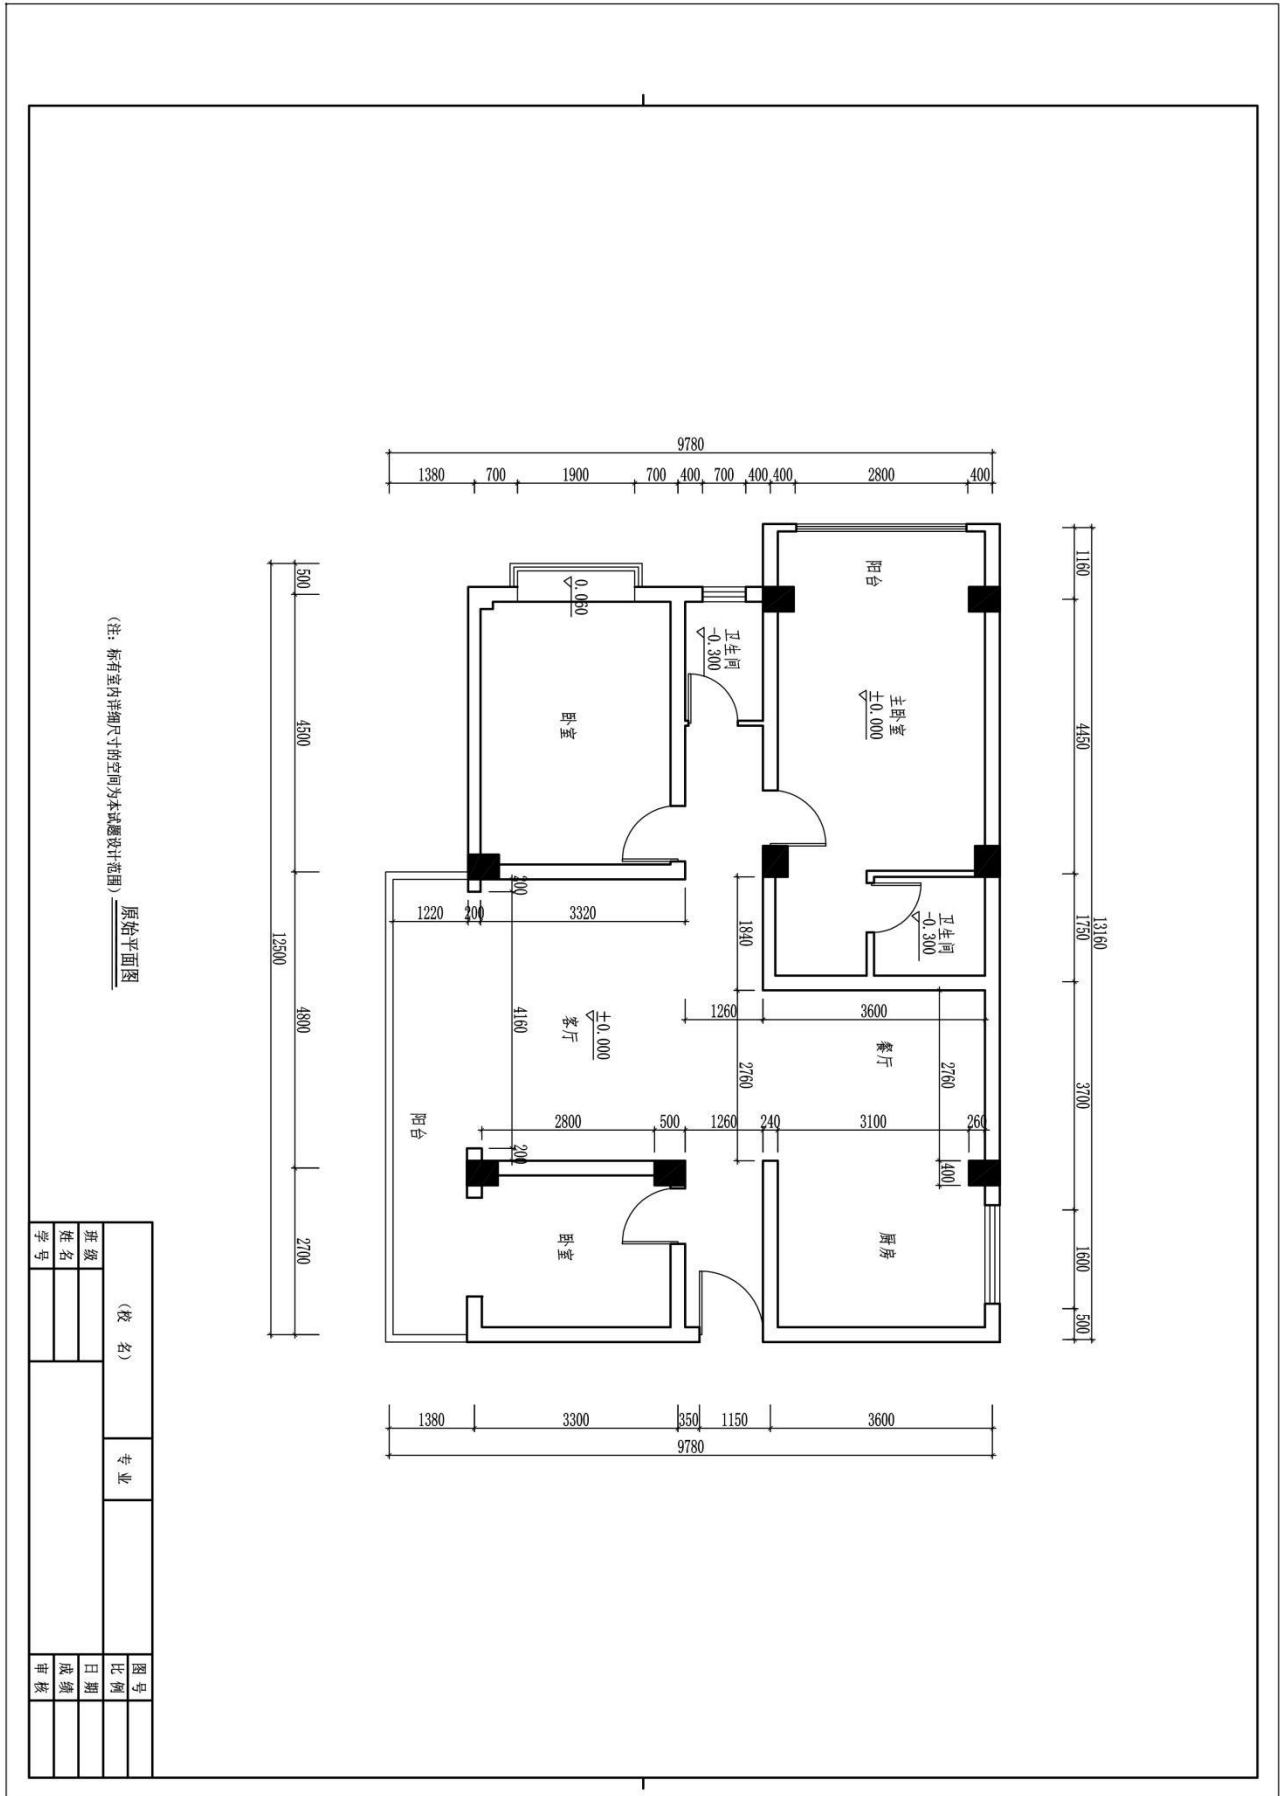 9780
1380 700 1900 700 400 700 400 400 2800 400
13160
1160 4450 1750 3700 1600 500
阳台
主卧室
±0.000
卫生间
-0.300
0.060
卧室
卫生间
-0.300
1840
1220 200 3320
200
4160
200
客厅
±0.000
1260 3600
餐厅
2760
2760
2800 500 1260 240 3100 260
400
阳台
卧室
厨房
500 4500 4800 2700
12500
1380 3300 350 1150 3600
9780
原始平面图
(注: 标有室内详细尺寸的空间为本试题设计范围)
(校 名)
专业
图号
比例
班级
日期
姓名
成绩
学号
审核